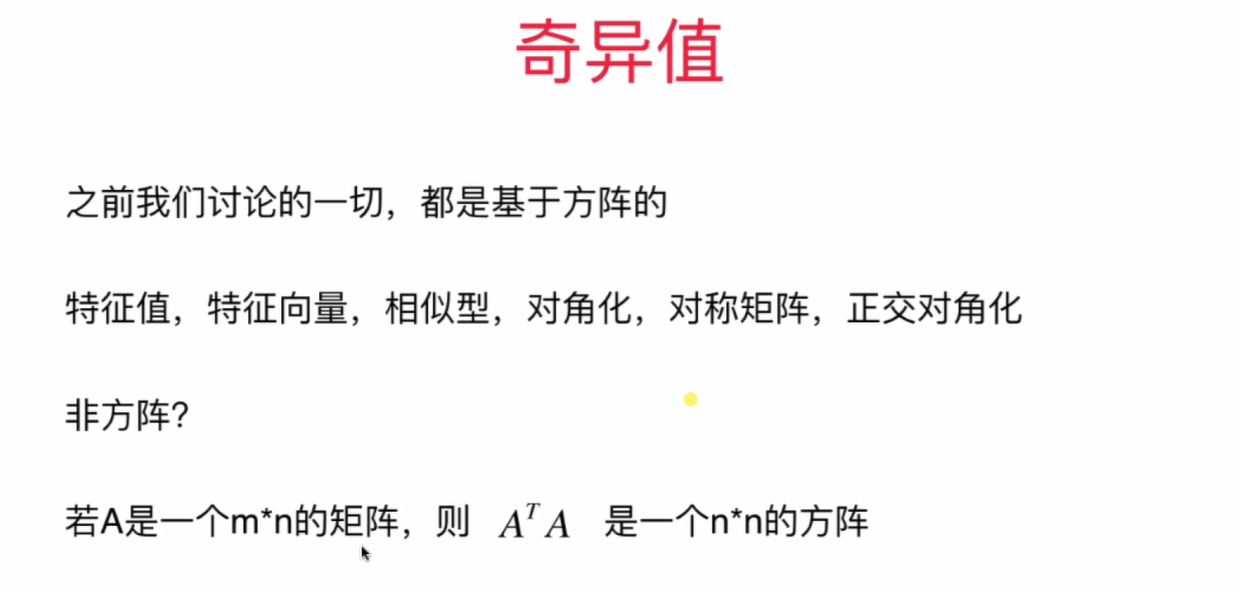 奇异值
之前我们讨论的一切，都是基于方阵的
特征值，特征向量，相似型，对角化，对称矩阵，正交对角化
非方阵？
若A是一个m*n的矩阵，则 $A^T A$ 是一个n*n的方阵